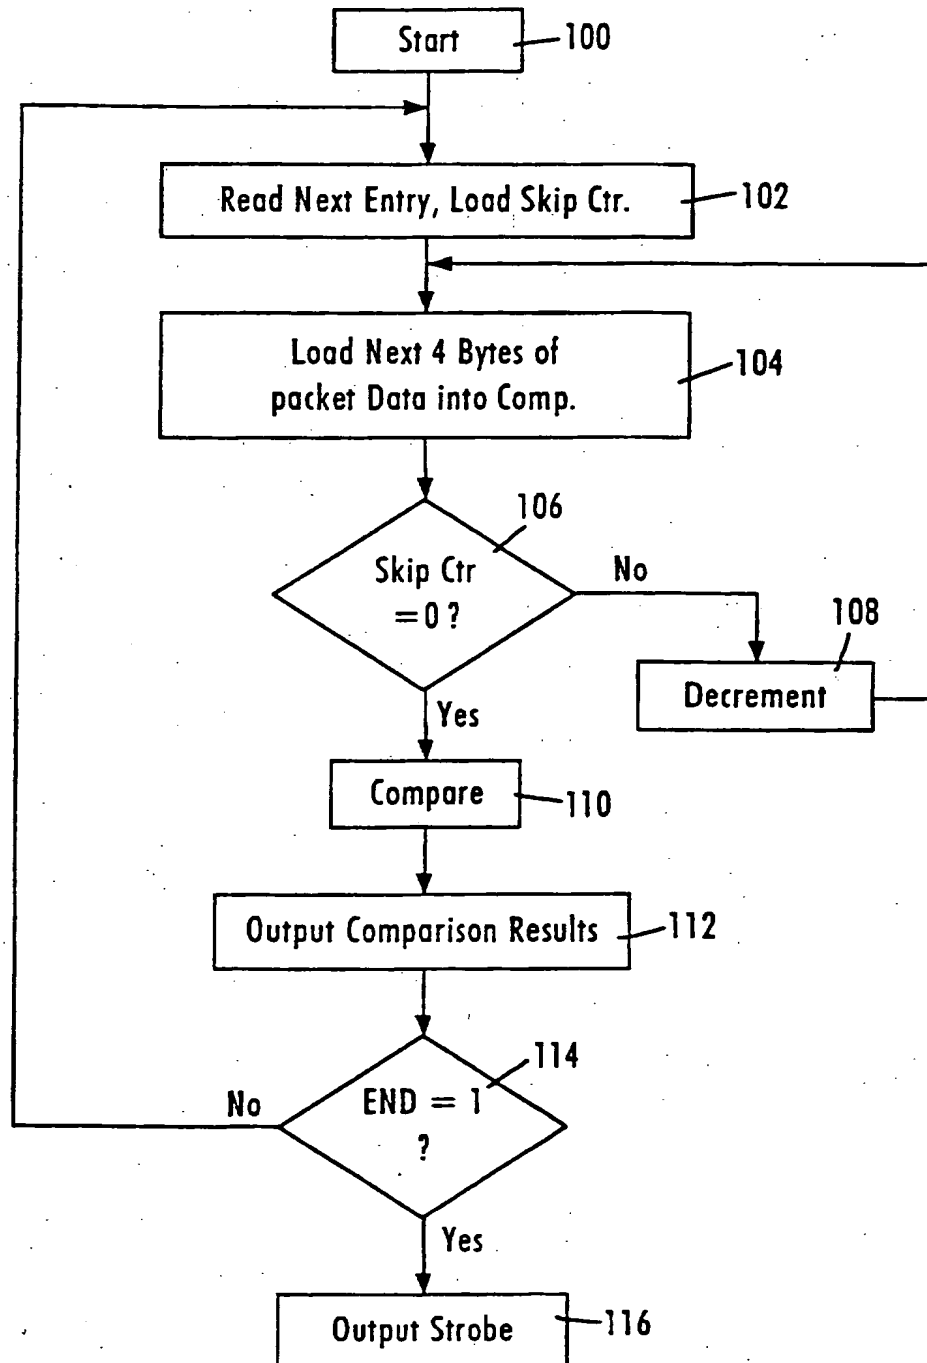 Start
100
Read Next Entry, Load Skip Ctr.
102
Load Next 4 Bytes of
packet Data into Comp.
104
106
Skip Ctr
=0 ?
No
108
Decrement
Yes
Compare
110
Output Comparison Results
112
114
END = 1
?
No
Yes
Output Strobe
116